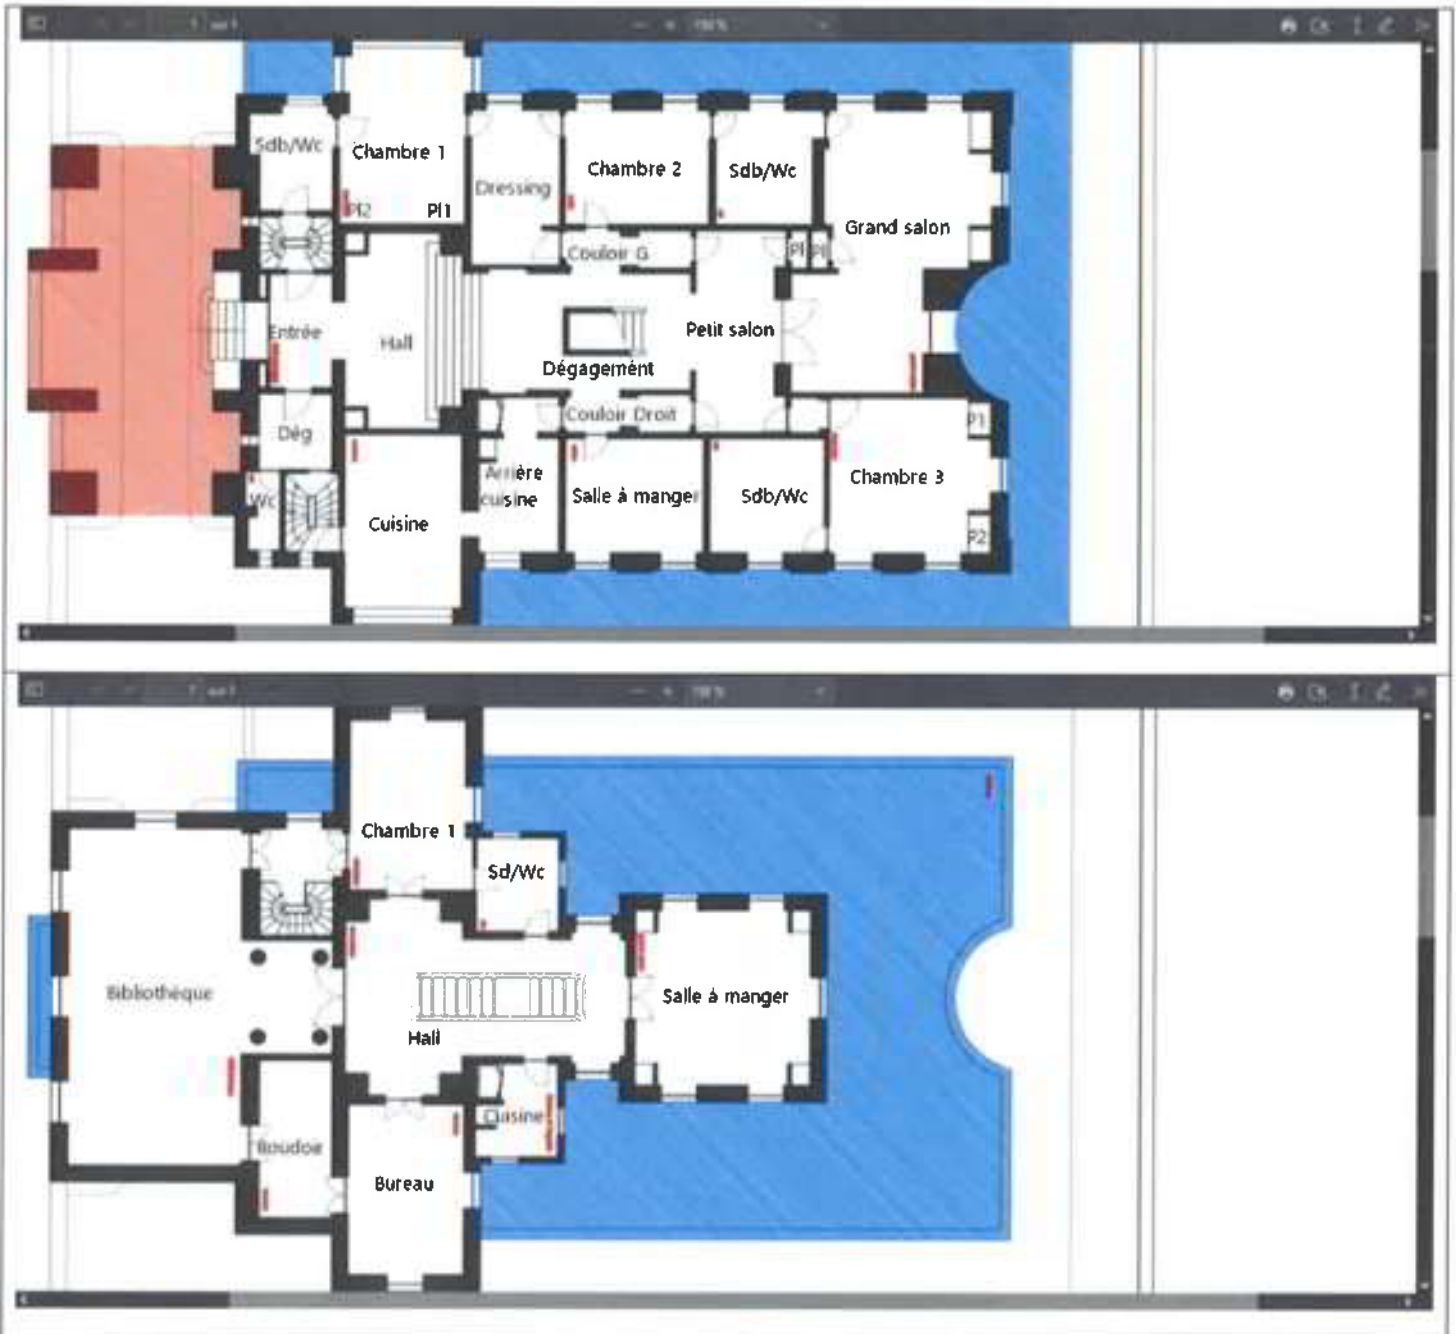 Sdb/Wc
Chambre 1
Pl2
Pl1
Dressing
Chambre 2
Sdb/Wc
Grand salon
Couloir G
Pl
Pl
Entrée
Hall
Petit salon
Dégagement
Couloir Droit
Dég
Wc
Cuisine
Arrière
cuisine
Salle à manger
Sdb/Wc
Chambre 3
P1
P2
Chambre 1
Sd/Wc
Bibliothèque
Hall
Salle à manger
Cuisine
Boudoir
Bureau